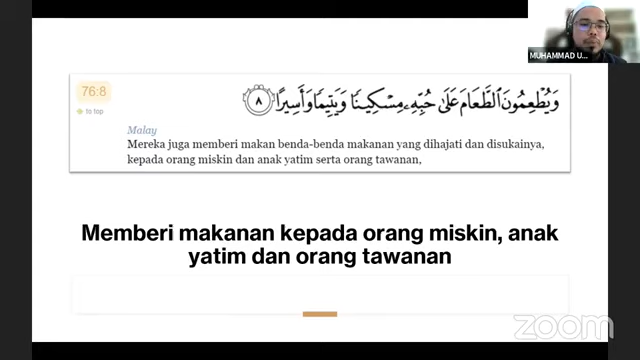 MUHAMMAD U...
76:8
to top
وَيُطْعِمُونَ الطَّعَامَ عَلَىٰ حُبِّهِۦ مِسْكِينًا وَيَتِيمًا وَأَسِيرًا ٨
Malay
Mereka juga memberi makan benda-benda makanan yang dihajati dan disukainya,
kepada orang miskin dan anak yatim serta orang tawanan,
Memberi makanan kepada orang miskin, anak
yatim dan orang tawanan
zoom